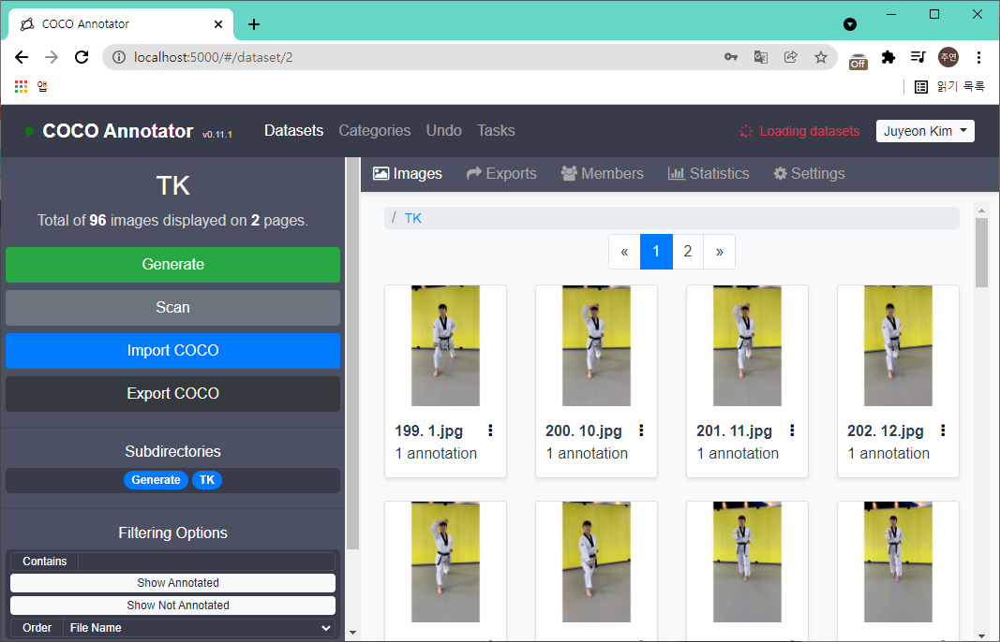 COCO Annotator
localhost:5000/#/dataset/2
Off
주연
앱
읽기 목록
COCO Annotator v0.11.1
Datasets Categories Undo Tasks
Loading datasets
Juyeon Kim
TK
Total of 96 images displayed on 2 pages.
Generate
Scan
Import COCO
Export COCO
Subdirectories
Generate TK
Filtering Options
Contains
Show Annotated
Show Not Annotated
Order File Name
Images Exports Members Statistics Settings
/ TK
« 1 2 »
199. 1.jpg 200. 10.jpg 201. 11.jpg 202. 12.jpg
1 annotation 1 annotation 1 annotation 1 annotation